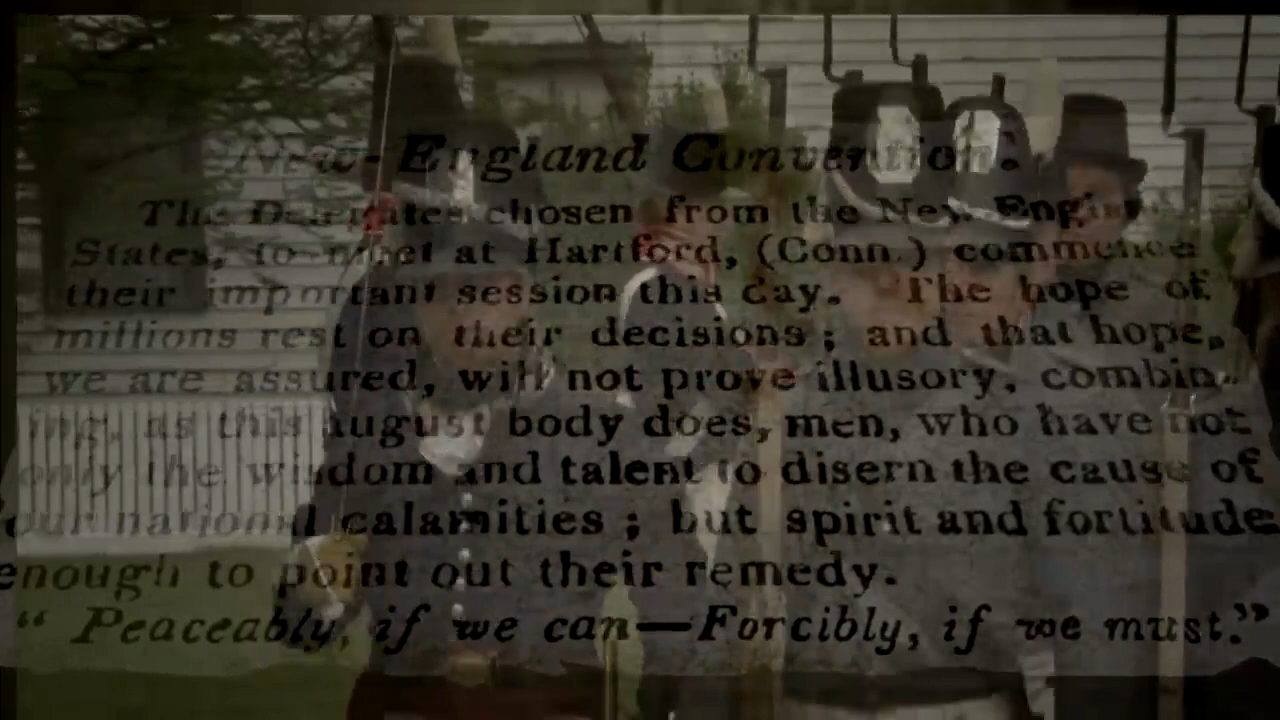 New-England Convention.
The Delegates chosen from the New Engla
States, to meet at Hartford, (Conn.) commence
their important session this day. The hope of
millions rest on their decisions; and that hope,
we are assured, will not prove illusory, combin-
ing, as this august body does, men, who have not
only the wisdom and talent to disern the cause of
our national calamities; but spirit and fortitude
enough to point out their remedy.
“ Peaceably, if we can—Forcibly, if we must.”